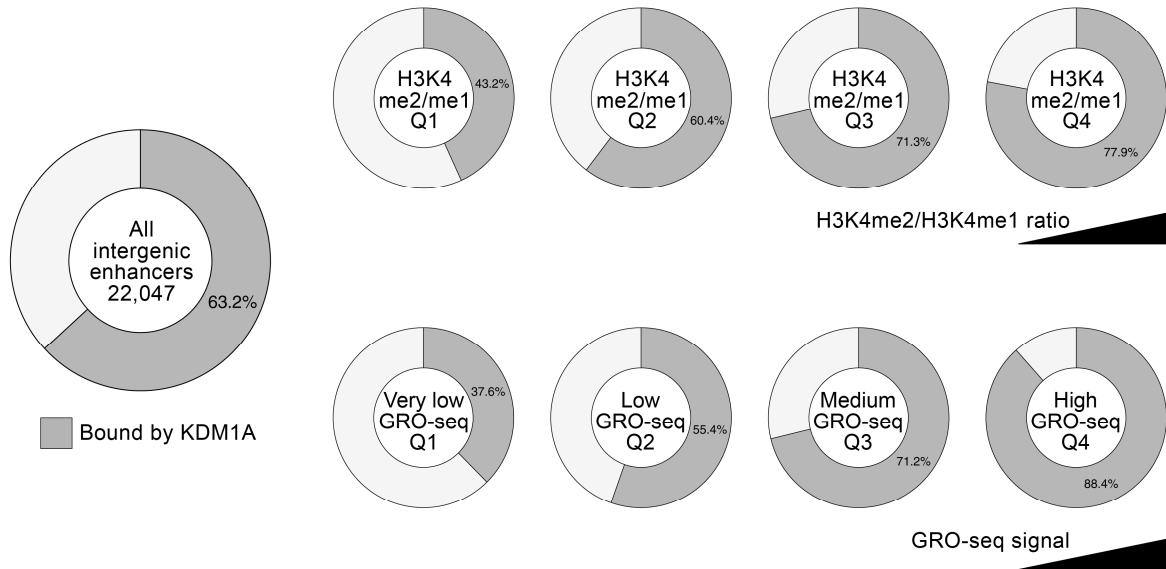 H3K4
me2/me1
Q1
43.2%
H3K4
me2/me1
Q2
60.4%
H3K4
me2/me1
Q3
71.3%
H3K4
me2/me1
Q4
77.9%
H3K4me2/H3K4me1 ratio
All
intergenic
enhancers
22,047
63.2%
Bound by KDM1A
Very low
GRO-seq
Q1
37.6%
Low
GRO-seq
Q2
55.4%
Medium
GRO-seq
Q3
71.2%
High
GRO-seq
Q4
88.4%
GRO-seq signal